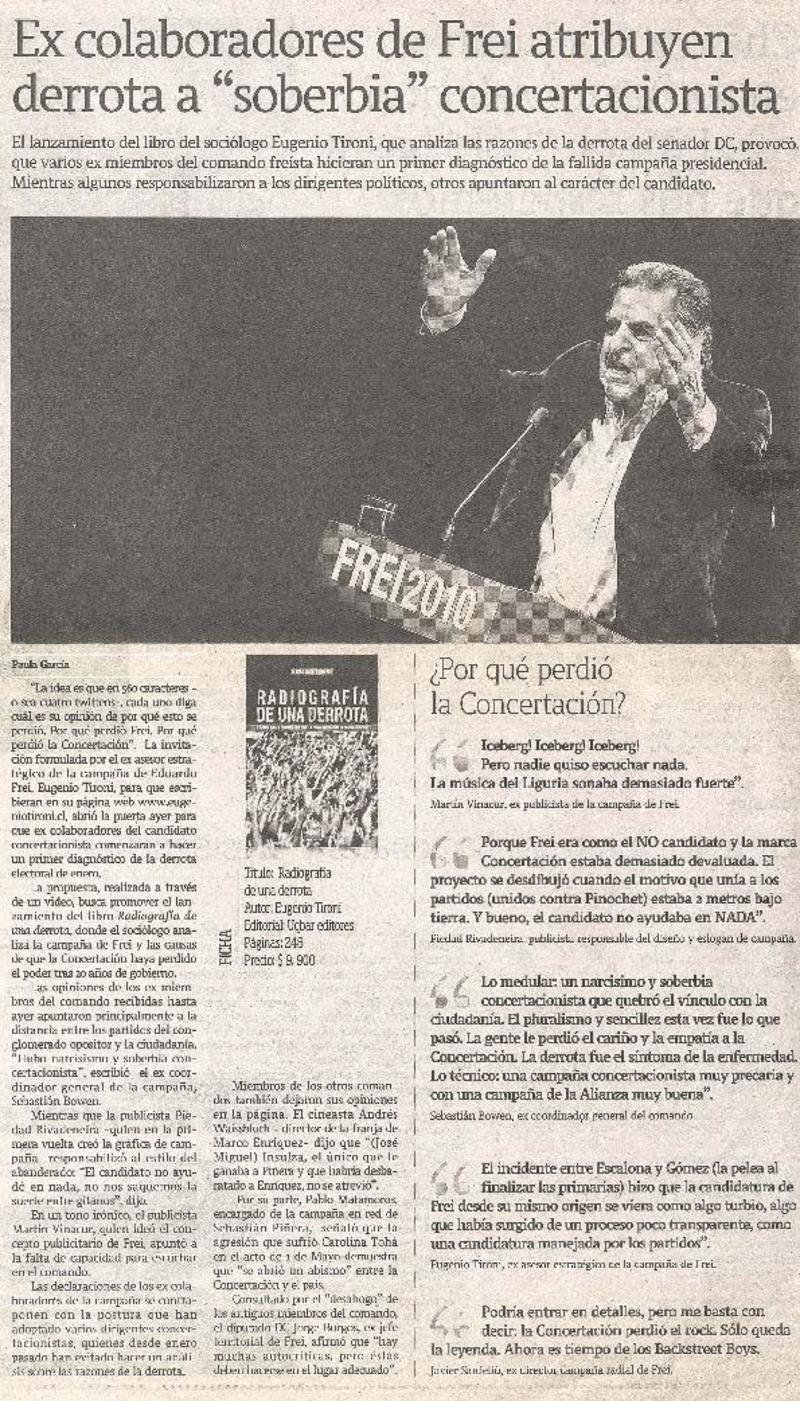 Ex colaboradores de Frei atribuyen
derrota a “soberbia” concertacionista
El lanzamiento del libro del sociólogo Eugenio Tironi, que analiza las razones de la derrota del senador DC, provocó
que varios ex miembros del comando freísta hicieran un primer diagnóstico de la fallida campaña presidencial.
Mientras algunos responsabilizaron a los dirigentes políticos, otros apuntaron al carácter del candidato.
FREI 2010
Paula García
“La idea es que en 560 caracteres -
o sea cuatro twitteos-, cada uno diga
cuál es su opinión de por qué esto se
perdió. Por qué perdió Frei. Por qué
perdió la Concertación”. La invita-
ción formulada por el ex asesor estra-
tégico de la campaña de Eduardo
Frei, Eugenio Tironi, para que escri-
bieran en su página web www.euge-
niotironi.cl, abrió la puerta ayer para
que ex colaboradores del candidato
concertacionista comenzaran a hacer
un primer diagnóstico de la derrota
electoral de enero.
La propuesta, realizada a través
de un video, busca promover el lan-
zamiento del libro Radiografía de
una derrota, donde el sociólogo ana-
liza la campaña de Frei y las causas
de que la Concertación haya perdido
el poder tras 20 años de gobierno.
Las opiniones de los ex miem-
bros del comando recibidas hasta
ayer apuntaron principalmente a la
distancia entre los partidos del con-
glomerado opositor y la ciudadanía.
“Hubo narcisismo y soberbia con-
certacionista”, escribió el ex coor-
dinador general de la campaña,
Sebastián Bowen.
Mientras que la publicista Pie-
dad Rivadeneira -quien en la pri-
mera vuelta creó la gráfica de cam-
paña- responsabilizó al estilo del
abanderado: “El candidato no ayu-
dó en nada, no nos saquemos la
suerte entre gitanos”, dijo.
En un tono irónico, el publicista
Martín Vinacur, quien ideó el con-
cepto publicitario de Frei, apuntó a
la falta de capacidad para escuchar
en el comando.
Las declaraciones de los ex cola-
boradores de la campaña se contra-
ponen con la postura que han
adoptado varios dirigentes concer-
tacionistas, quienes desde enero
pasado han evitado hacer un análi-
sis sobre las razones de la derrota.
RADIOGRAFÍA
DE UNA DERROTA
FICHA
Título: Radiografía
de una derrota
Autor: Eugenio Tironi
Editorial: Uqbar editores
Páginas: 248
Precio: $ 9.900
Miembros de los otros coman-
dos también dejaron sus opiniones
en la página. El cineasta Andrés
Waissbluth - director de la franja de
Marco Enríquez- dijo que “(José
Miguel) Insulza, el único que le
ganaba a Piñera y que habría desba-
ratado a Enríquez, no se atrevió”.
Por su parte, Pablo Matamoros,
encargado de la campaña en red de
Sebastián Piñera, señaló que la
agresión que sufrió Carolina Tohá
en el acto de 1 de Mayo demuestra
que “se abrió un abismo” entre la
Concertación y el país.
Consultado por el “desahogo” de
los antiguos miembros del comando,
el diputado DC Jorge Burgos, ex jefe
territorial de Frei, afirmó que “hay
muchas autocríticas, pero éstas
deben hacerse en el lugar adecuado”.
¿Por qué perdió
la Concertación?
Iceberg! Iceberg! Iceberg!
Pero nadie quiso escuchar nada.
La música del Liguria sonaba demasiado fuerte”.
Martín Vinacur, ex publicista de la campaña de Frei.
Porque Frei era como el NO candidato y la marca
Concertación estaba demasiado devaluada. El
proyecto se desdibujó cuando el motivo que unía a los
partidos (unidos contra Pinochet) estaba 2 metros bajo
tierra. Y bueno, el candidato no ayudaba en NADA”.
Piedad Rivadeneira, publicista responsable del diseño y eslogan de campaña.
Lo medular: un narcisimo y soberbia
concertacionista que quebró el vínculo con la
ciudadanía. El pluralismo y sencillez esta vez fue lo que
pasó. La gente le perdió el cariño y la empatía a la
Concertación. La derrota fue el síntoma de la enfermedad.
Lo técnico: una campaña concertacionista muy precaria y
con una campaña de la Alianza muy buena”.
Sebastián Bowen, ex coordinador general del comando
El incidente entre Escalona y Gómez (la pelea al
finalizar las primarias) hizo que la candidatura de
Frei desde su mismo origen se viera como algo turbio, algo
que había surgido de un proceso poco transparente, como
una candidatura manejada por los partidos”.
Eugenio Tironi, ex asesor estratégico de la campaña de Frei.
Podría entrar en detalles, pero me basta con
decir: la Concertación perdió el rock. Sólo queda
la leyenda. Ahora es tiempo de los Backstreet Boys.
Javier ex director campaña radial de Frei.